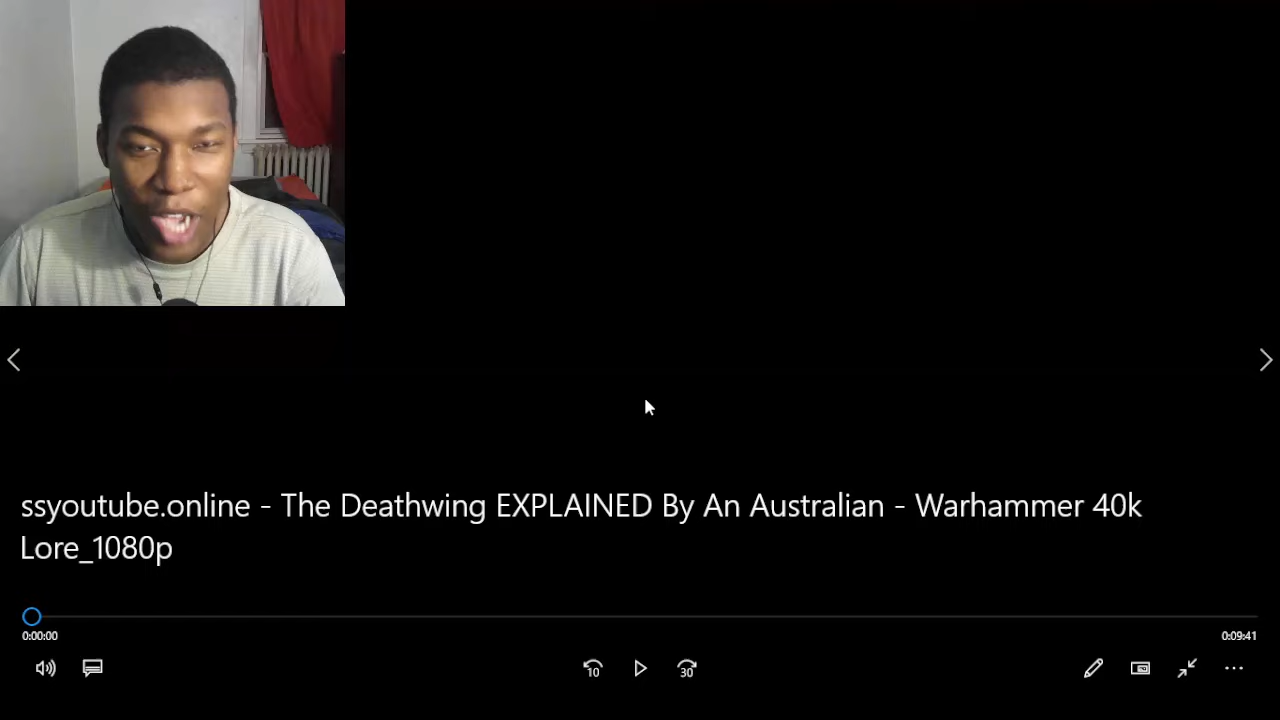 ssyoutube.online - The Deathwing EXPLAINED By An Australian - Warhammer 40k
Lore_1080p
0:00:00
0:09:41
10
30